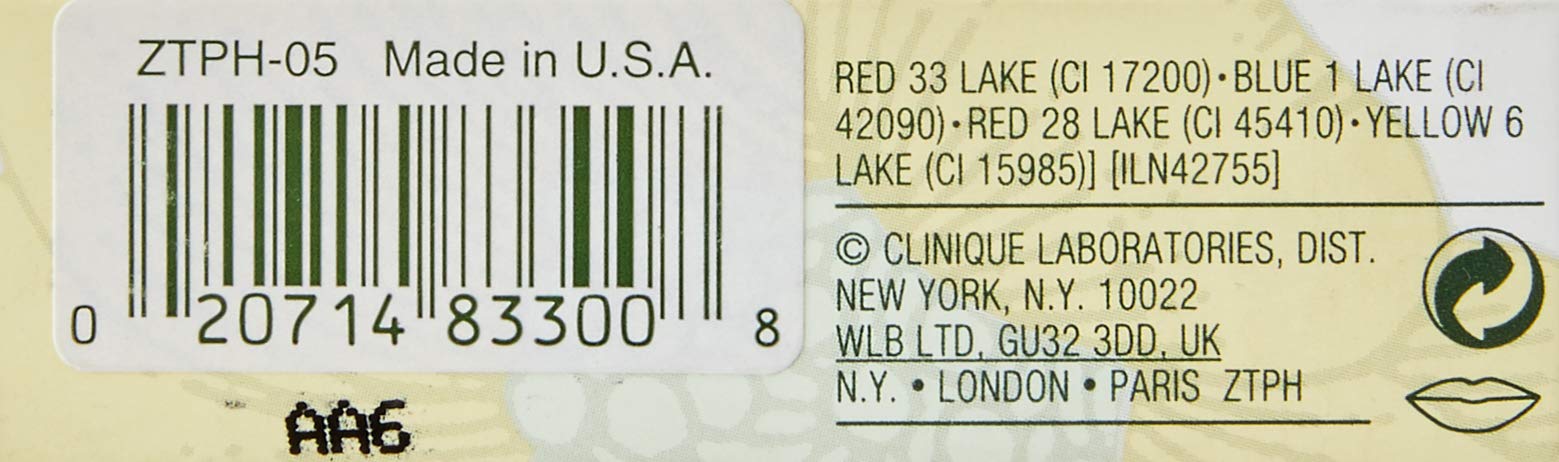 ZTPH-05 Made in U.S.A.
0 20714 83300 8
AA6
RED 33 LAKE (CI 17200)•BLUE 1 LAKE (CI
42090)•RED 28 LAKE (CI 45410)•YELLOW 6
LAKE (CI 15985)] [ILN42755]
© CLINIQUE LABORATORIES, DIST.
NEW YORK, N.Y. 10022
WLB LTD, GU32 3DD, UK
N.Y. • LONDON • PARIS ZTPH